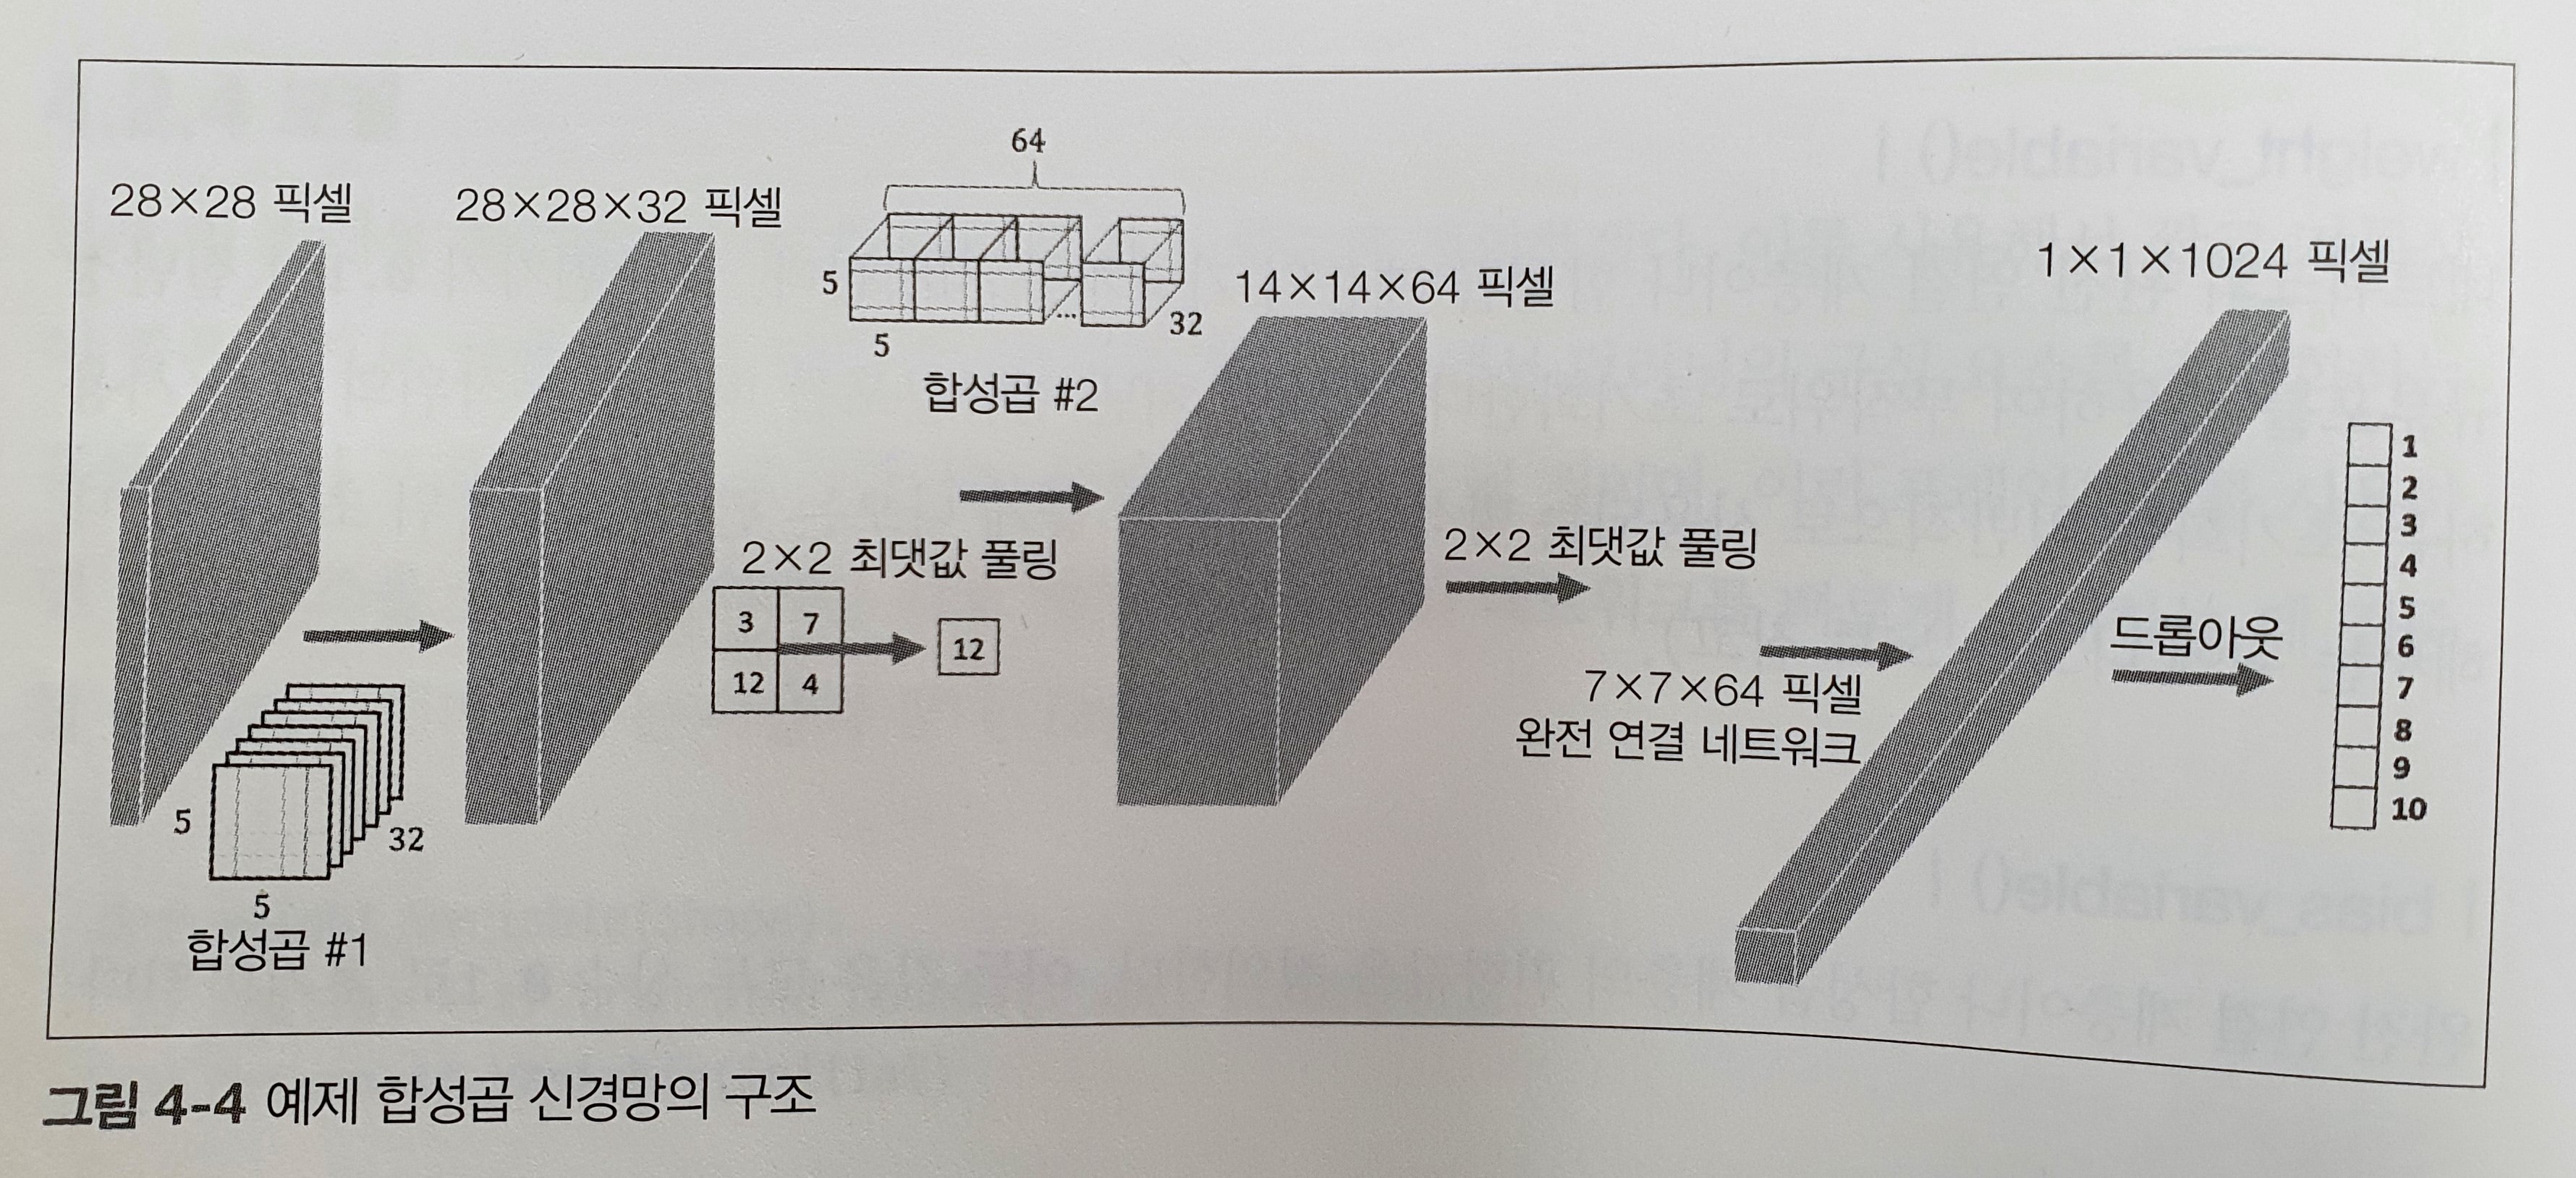 28×28 픽셀
28×28×32 픽셀
64
5
5
32
합성곱 #2
14×14×64 픽셀
1×1×1024 픽셀
5
5
32
합성곱 #1
2×2 최댓값 풀링
3 7
12 4
12
2×2 최댓값 풀링
7×7×64 픽셀
완전 연결 네트워크
드롭아웃
1
2
3
4
5
6
7
8
9
10
...
그림 4-4 예제 합성곱 신경망의 구조
weight_variable()
bias_variable()